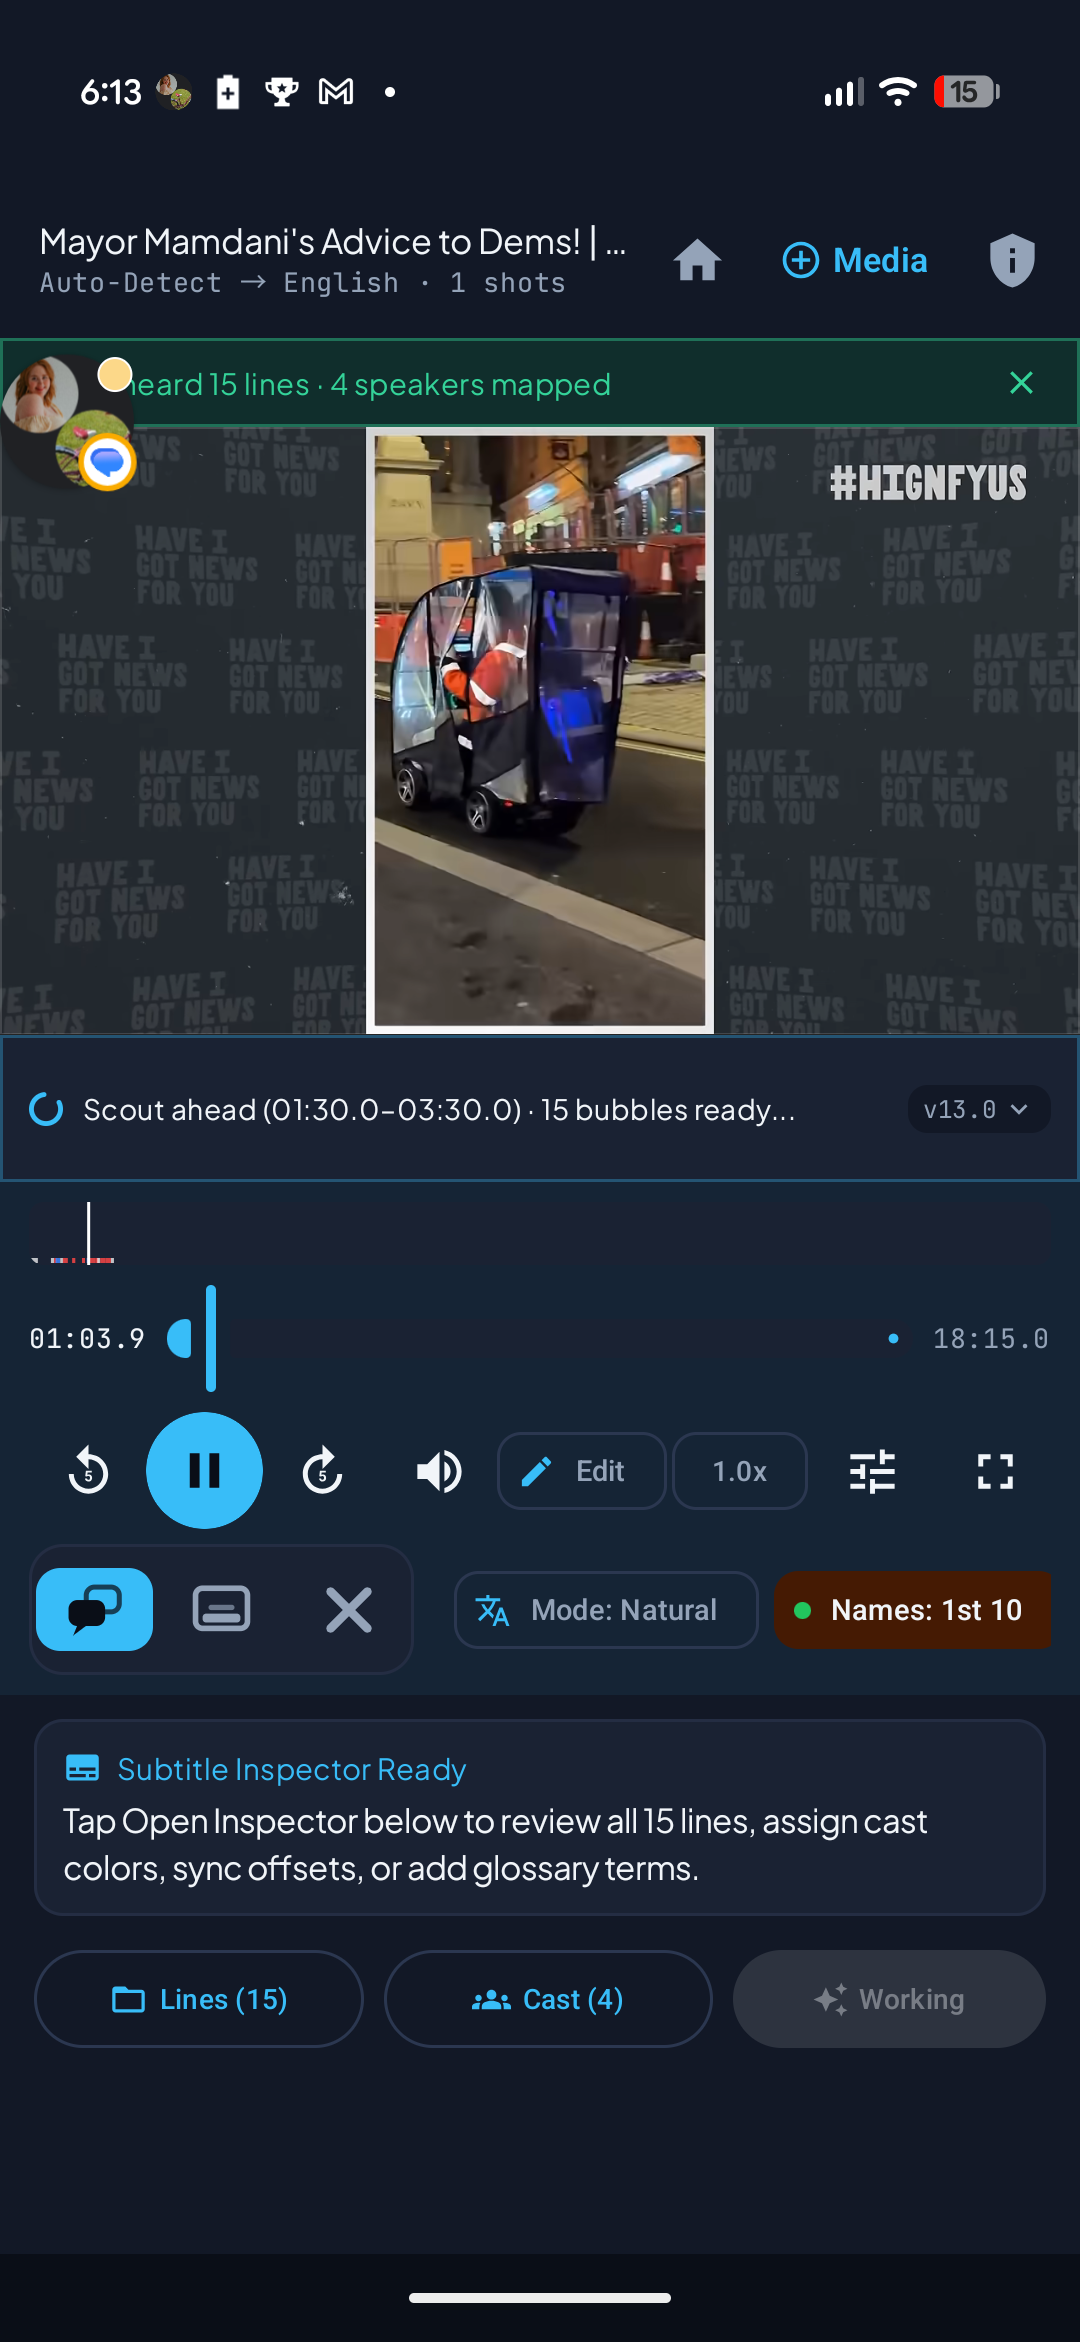 6:13
15
Mayor Mamdani's Advice to Dems! | ...
Auto-Detect → English · 1 shots
Media
heard 15 lines · 4 speakers mapped
#HIGNFYUS
HAVE I
GOT NEWS
FOR YOU
Scout ahead (01:30.0–03:30.0) · 15 bubbles ready...
v13.0
01:03.9
18:15.0
5
5
Edit
1.0x
Mode: Natural
Names: 1st 10
Subtitle Inspector Ready
Tap Open Inspector below to review all 15 lines, assign cast
colors, sync offsets, or add glossary terms.
Lines (15)
Cast (4)
Working